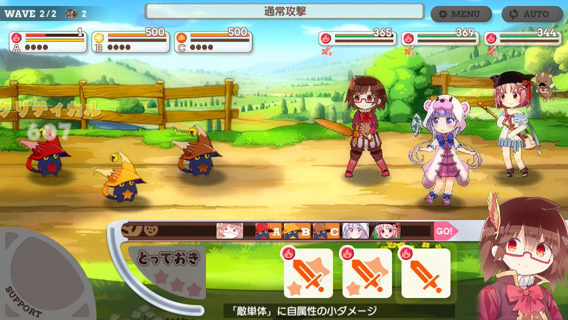 WAVE 2/2 2
通常攻撃
MENU
AUTO
1
A
500
B
500
C
365
369
344
クリティカル
687
A B C GO!
とっておき
SUPPORT
「敵単体」に自属性の小ダメージ